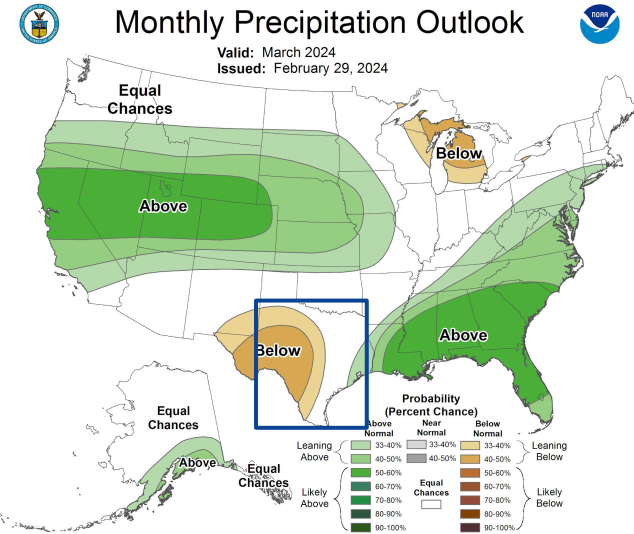 Monthly Precipitation Outlook
NOAA
Valid: March 2024
Issued: February 29, 2024
Equal
Chances
Below
Above
Below
Above
Equal
Chances
Above
Equal
Chances
Probability
(Percent Chance)
Above
Normal
Near
Normal
Below
Normal
Leaning
Above
33-40%
33-40%
33-40%
Leaning
Below
40-50%
40-50%
40-50%
Likely
Above
50-60%
50-60%
Likely
Below
60-70%
60-70%
70-80%
70-80%
80-90%
80-90%
90-100%
90-100%
Equal
Chances